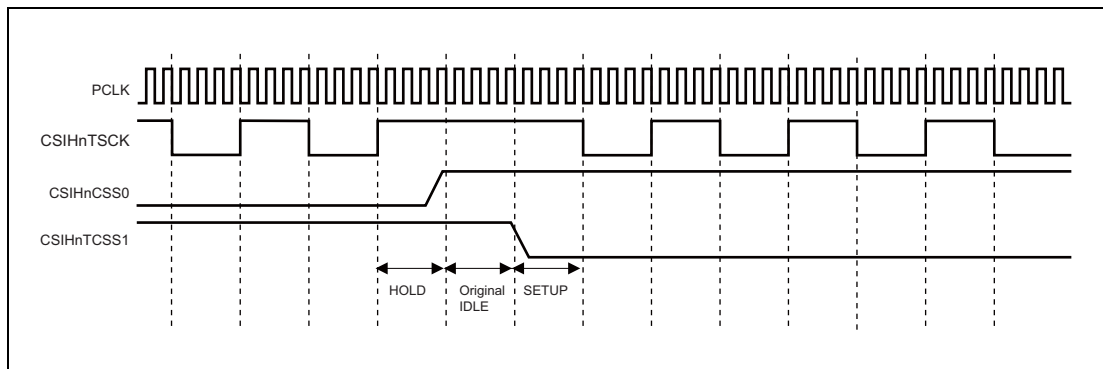 PCLK
CSIHnTSCK
CSIHnCSS0
CSIHnTCSS1
HOLD
Original
IDLE
SETUP